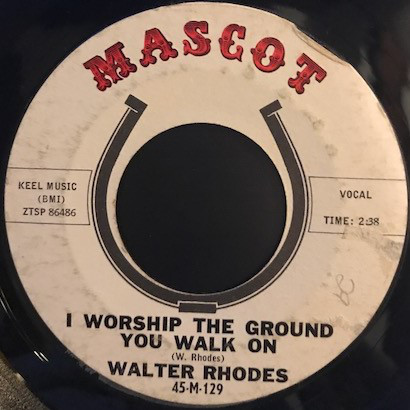 MASCOT
KEEL MUSIC
(BMI)
ZTSP 86486
VOCAL
TIME: 2:38
I WORSHIP THE GROUND
YOU WALK ON
(W. Rhodes)
WALTER RHODES
45-M-129